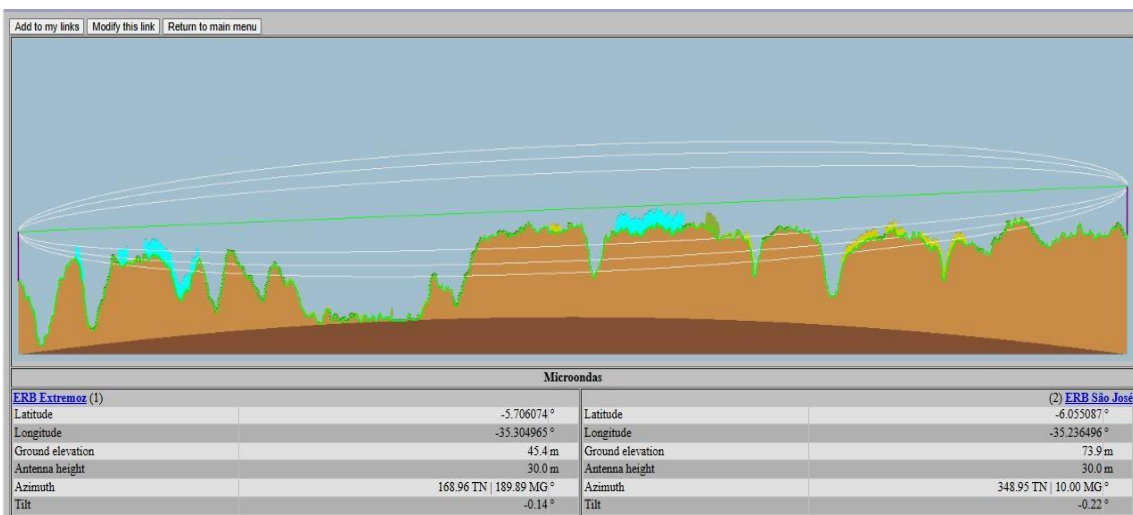 Add to my links Modify this link Return to main menu
Microondas
ERB Extremoz (1) (2) ERB São José
Latitude -5.706074 ° Latitude -6.055087 °
Longitude -35.304965 ° Longitude -35.236496 °
Ground elevation 45.4 m Ground elevation 73.9 m
Antenna height 30.0 m Antenna height 30.0 m
Azimuth 168.96 TN | 189.89 MG ° Azimuth 348.95 TN | 10.00 MG °
Tilt -0.14 ° Tilt -0.22 °